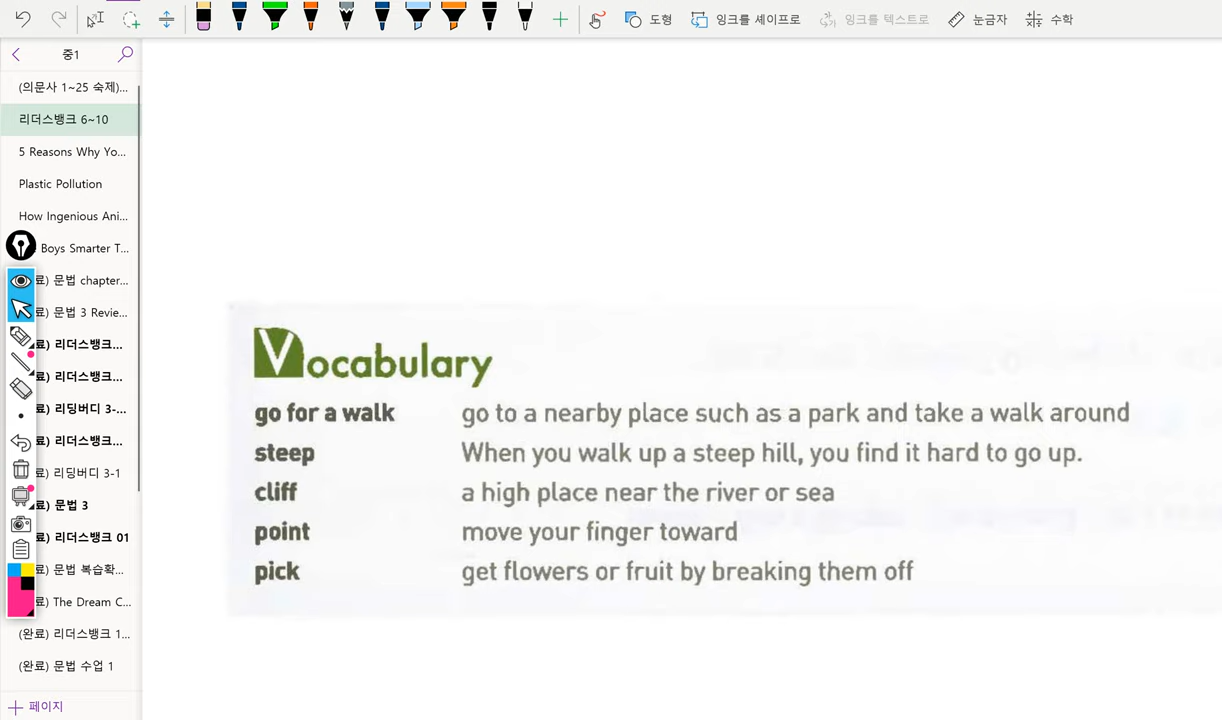 도형
잉크를 셰이프로
잉크를 텍스트로
눈금자
수학
중1
(의문사 1~25 숙제)...
리더스뱅크 6~10
5 Reasons Why Yo...
Plastic Pollution
How Ingenious Ani...
Boys Smarter T...
료) 문법 chapter...
료) 문법 3 Revie...
료) 리더스뱅크...
료) 리더스뱅크...
료) 리딩버디 3-...
료) 리더스뱅크...
료) 리딩버디 3-1
료) 문법 3
료) 리더스뱅크 01
료) 문법 복습확...
료) The Dream C...
(완료) 리더스뱅크 1...
(완료) 문법 수업 1
페이지
Vocabulary
go for a walk go to a nearby place such as a park and take a walk around
steep When you walk up a steep hill, you find it hard to go up.
cliff a high place near the river or sea
point move your finger toward
pick get flowers or fruit by breaking them off